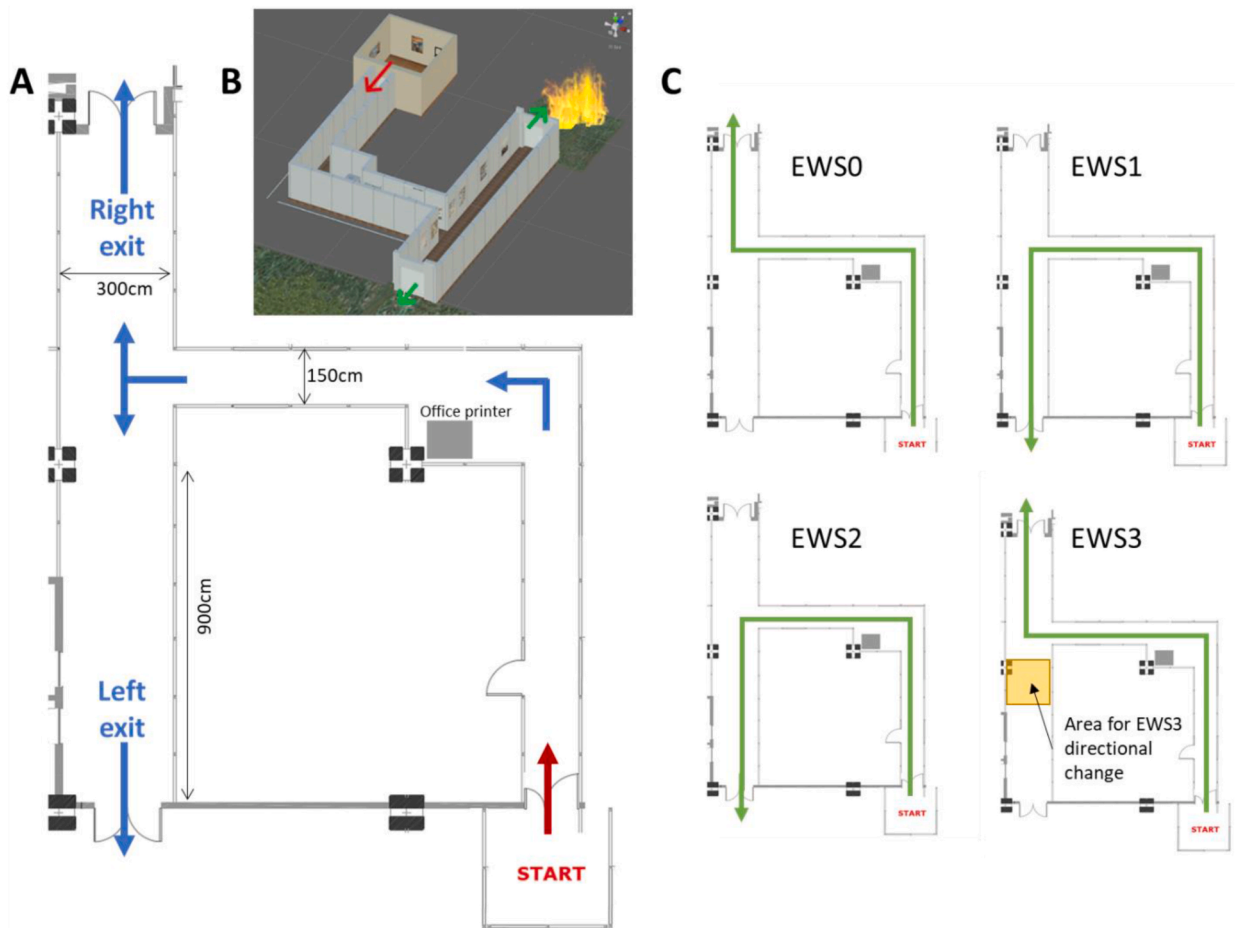 A
B
C
Right
exit
300cm
150cm
Office printer
900cm
Left
exit
START
EWS0
START
EWS1
START
EWS2
START
EWS3
Area for EWS3
directional
change
START